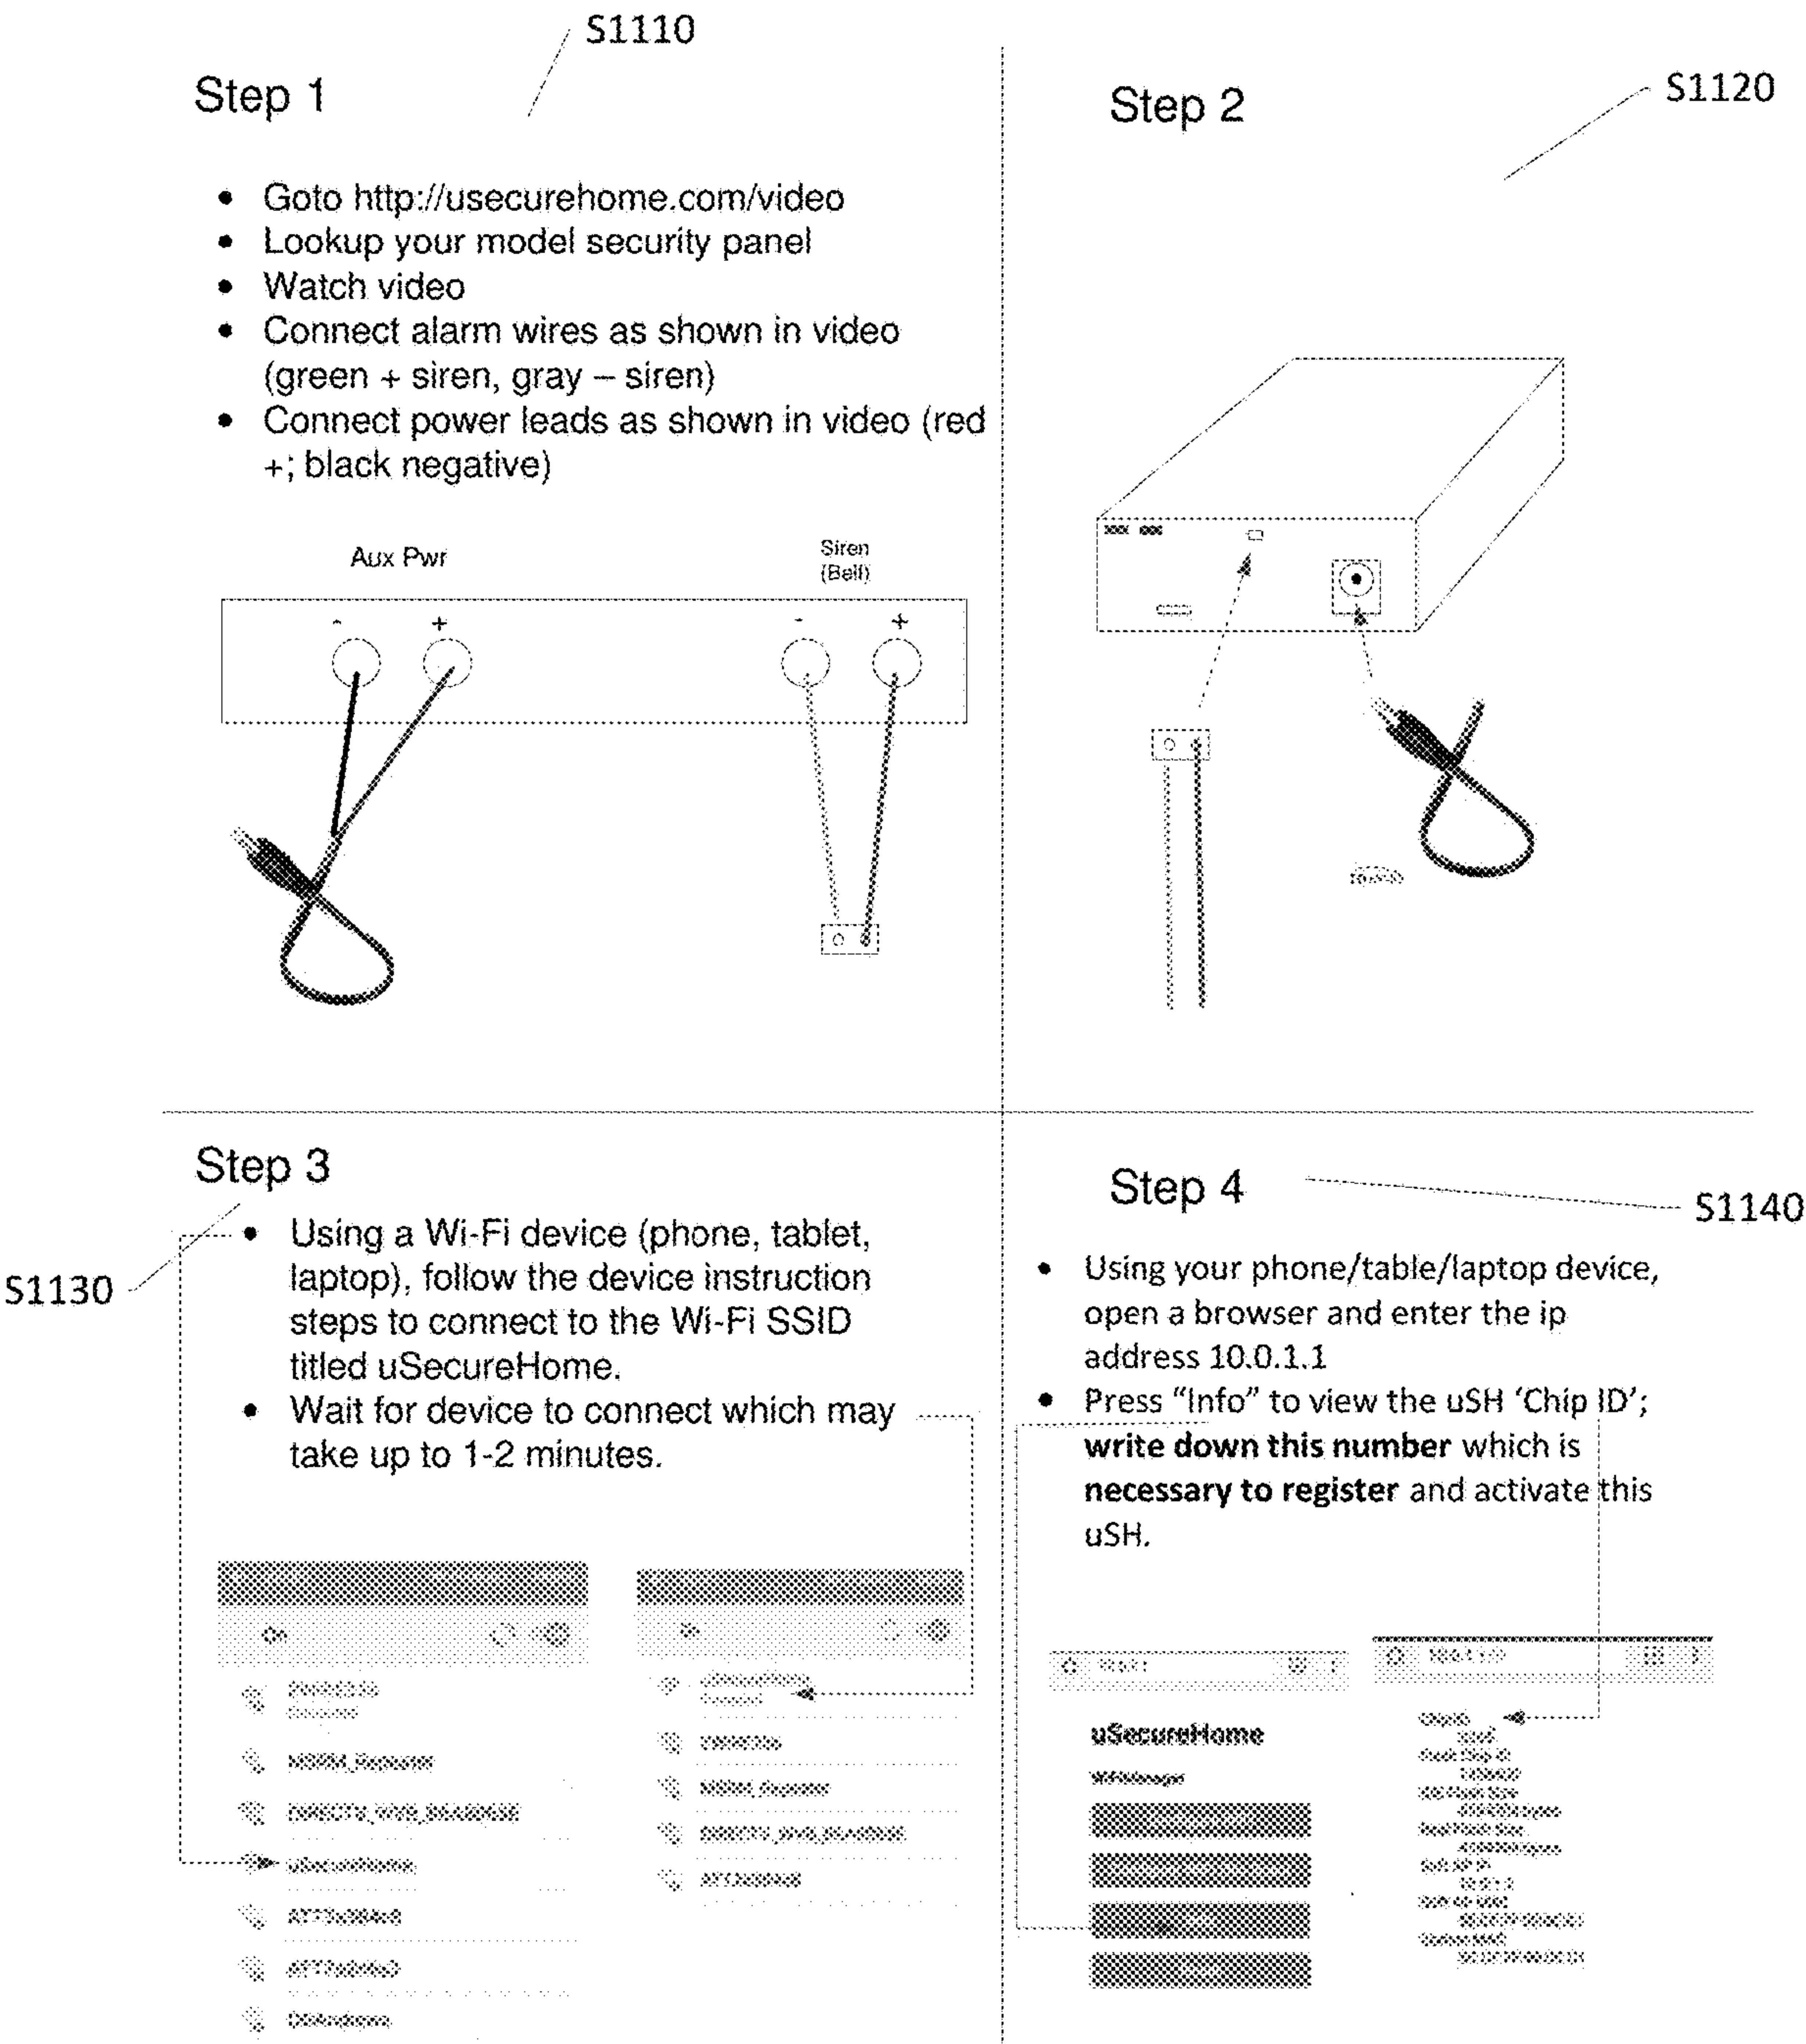 S1110
Step 1
• Goto http://usecurehome.com/video
• Lookup your model security panel
• Watch video
• Connect alarm wires as shown in video
(green + siren, gray – siren)
• Connect power leads as shown in video (red
+; black negative)
Aux Pwr
Siren
(Bell)
- +
- +
S1120
Step 2
Step 3
S1130
• Using a Wi-Fi device (phone, tablet,
laptop), follow the device instruction
steps to connect to the Wi-Fi SSID
titled uSecureHome.
• Wait for device to connect which may
take up to 1-2 minutes.
On
uSecureHome
Step 4
S1140
• Using your phone/table/laptop device,
open a browser and enter the ip
address 10.0.1.1
• Press “Info” to view the uSH ‘Chip ID’;
write down this number which is
necessary to register and activate this
uSH.
uSecureHome
WiFiManager